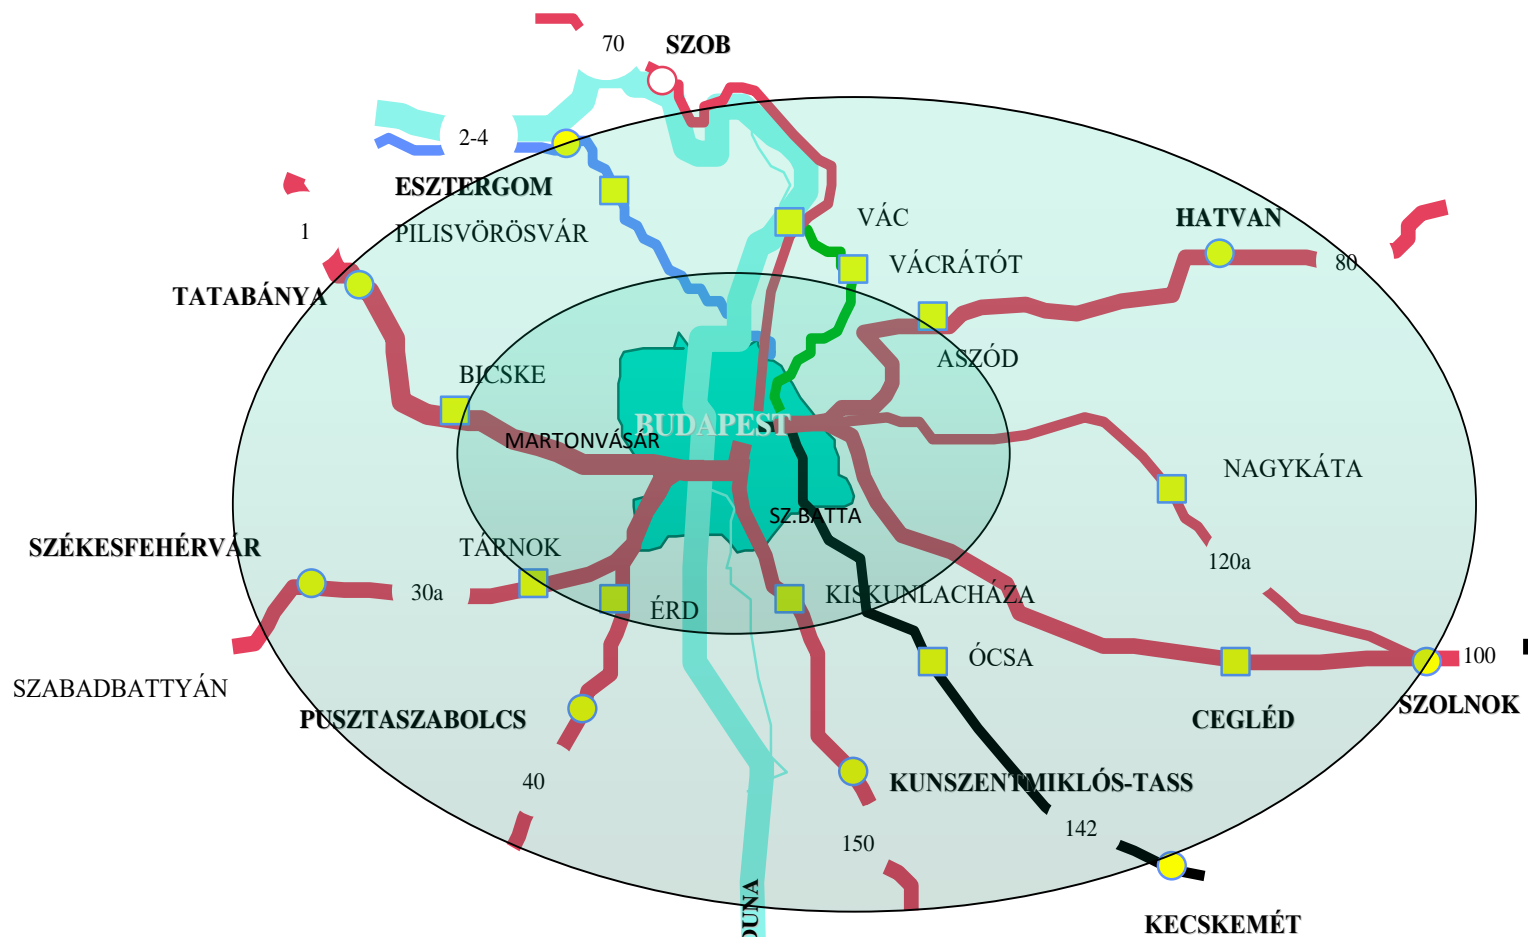 70
SZOB
2-4
ESZTERGOM
HATVAN
VÁC
1
PILISVÖRÖSVÁR
VÁCRÁTÓT
80
TATABÁNYA
ASZÓD
BICSKE
BUDAPEST
MARTONVÁSÁR
NAGYKÁTA
SZ.BATTA
SZÉKESFEHÉRVÁR
TÁRNOK
120a
30a
KISKUNLACHÁZA
ÉRD
ÓCSA
100
SZABADBATTYÁN
SZOLNOK
PUSZTASZABOLCS
CEGLÉD
40
KUNSZENTMIKLÓS-TASS
142
150
DUNA
KECSKEMÉT